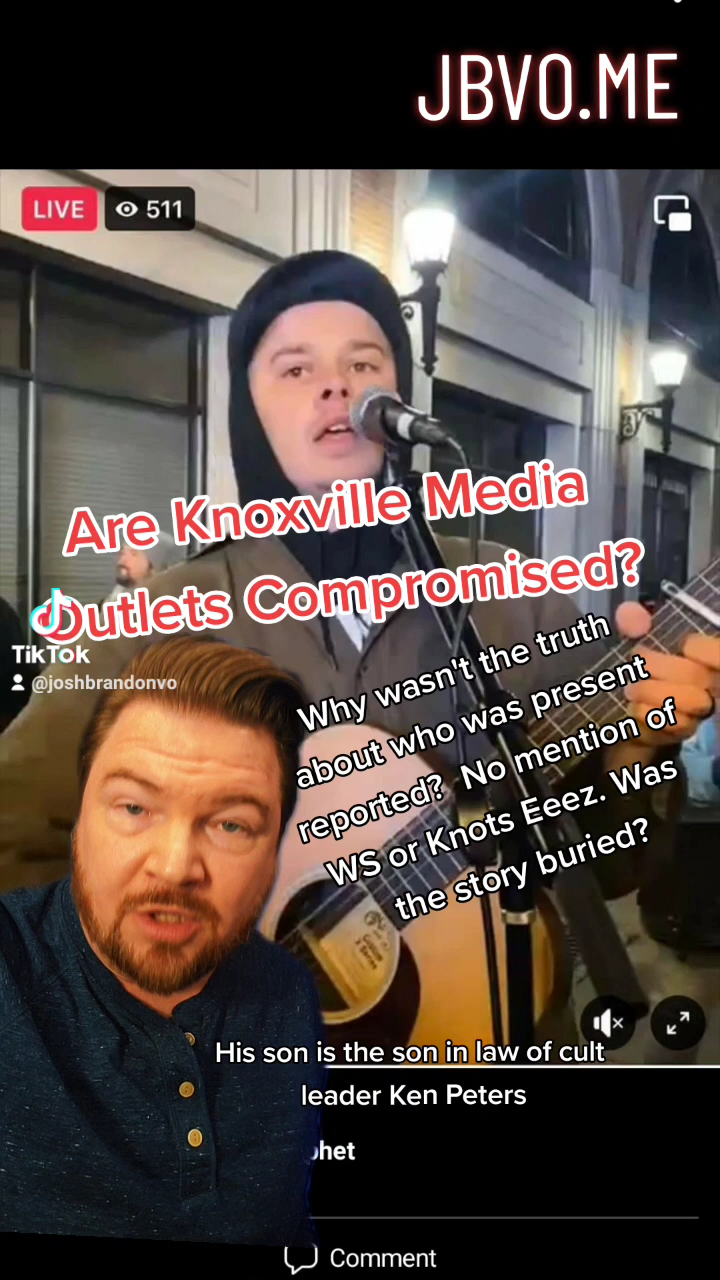 JBVO.ME
LIVE
511
Are Knoxville Media
Outlets Compromised?
TikTok
@joshbrandonvo
Why wasn't the truth
about who was present
reported? No mention of
WS or Knots Eeez. Was
the story buried?
His son is the son in law of cult
leader Ken Peters
phet
Comment